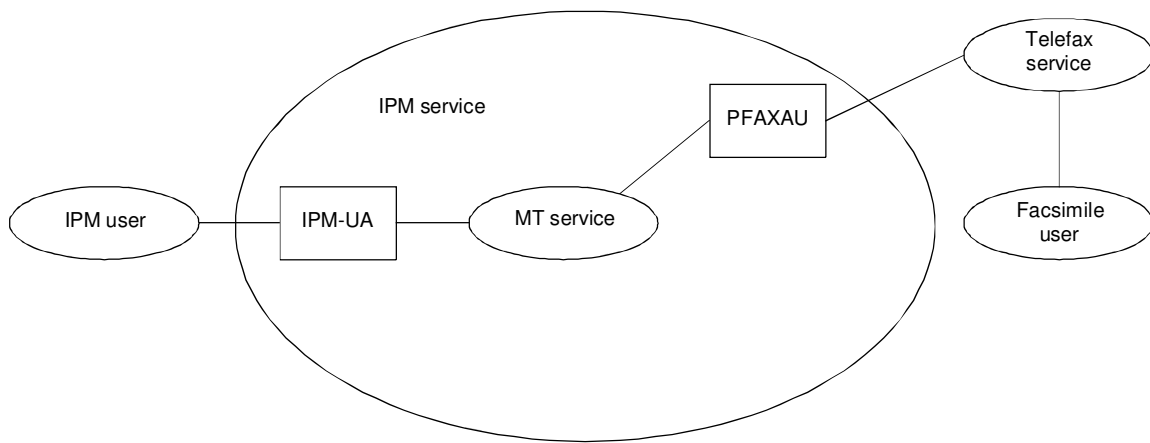 Telefax
service
IPM service
PFAXAU
IPM user
IPM-UA
MT service
Facsimile
user